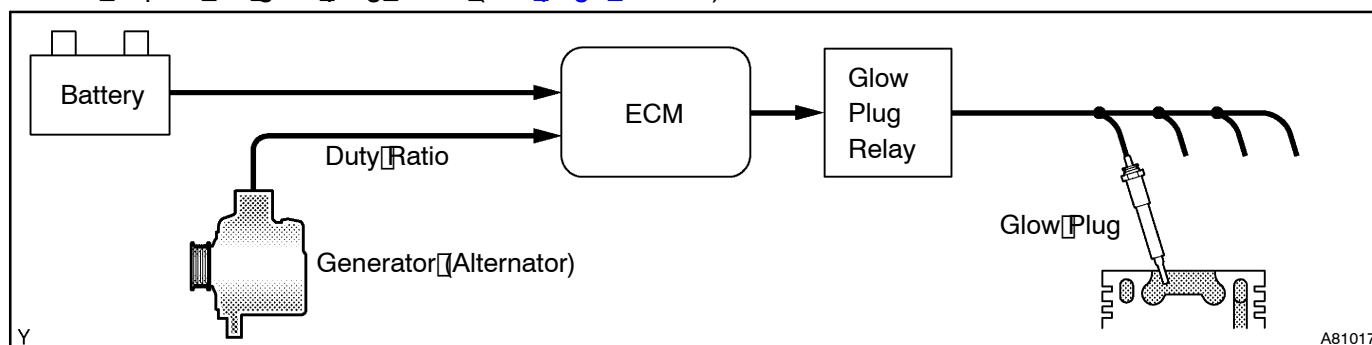 Battery
ECM
Glow
Plug
Relay
Duty Ratio
Glow Plug
Generator (Alternator)
Y
A81017